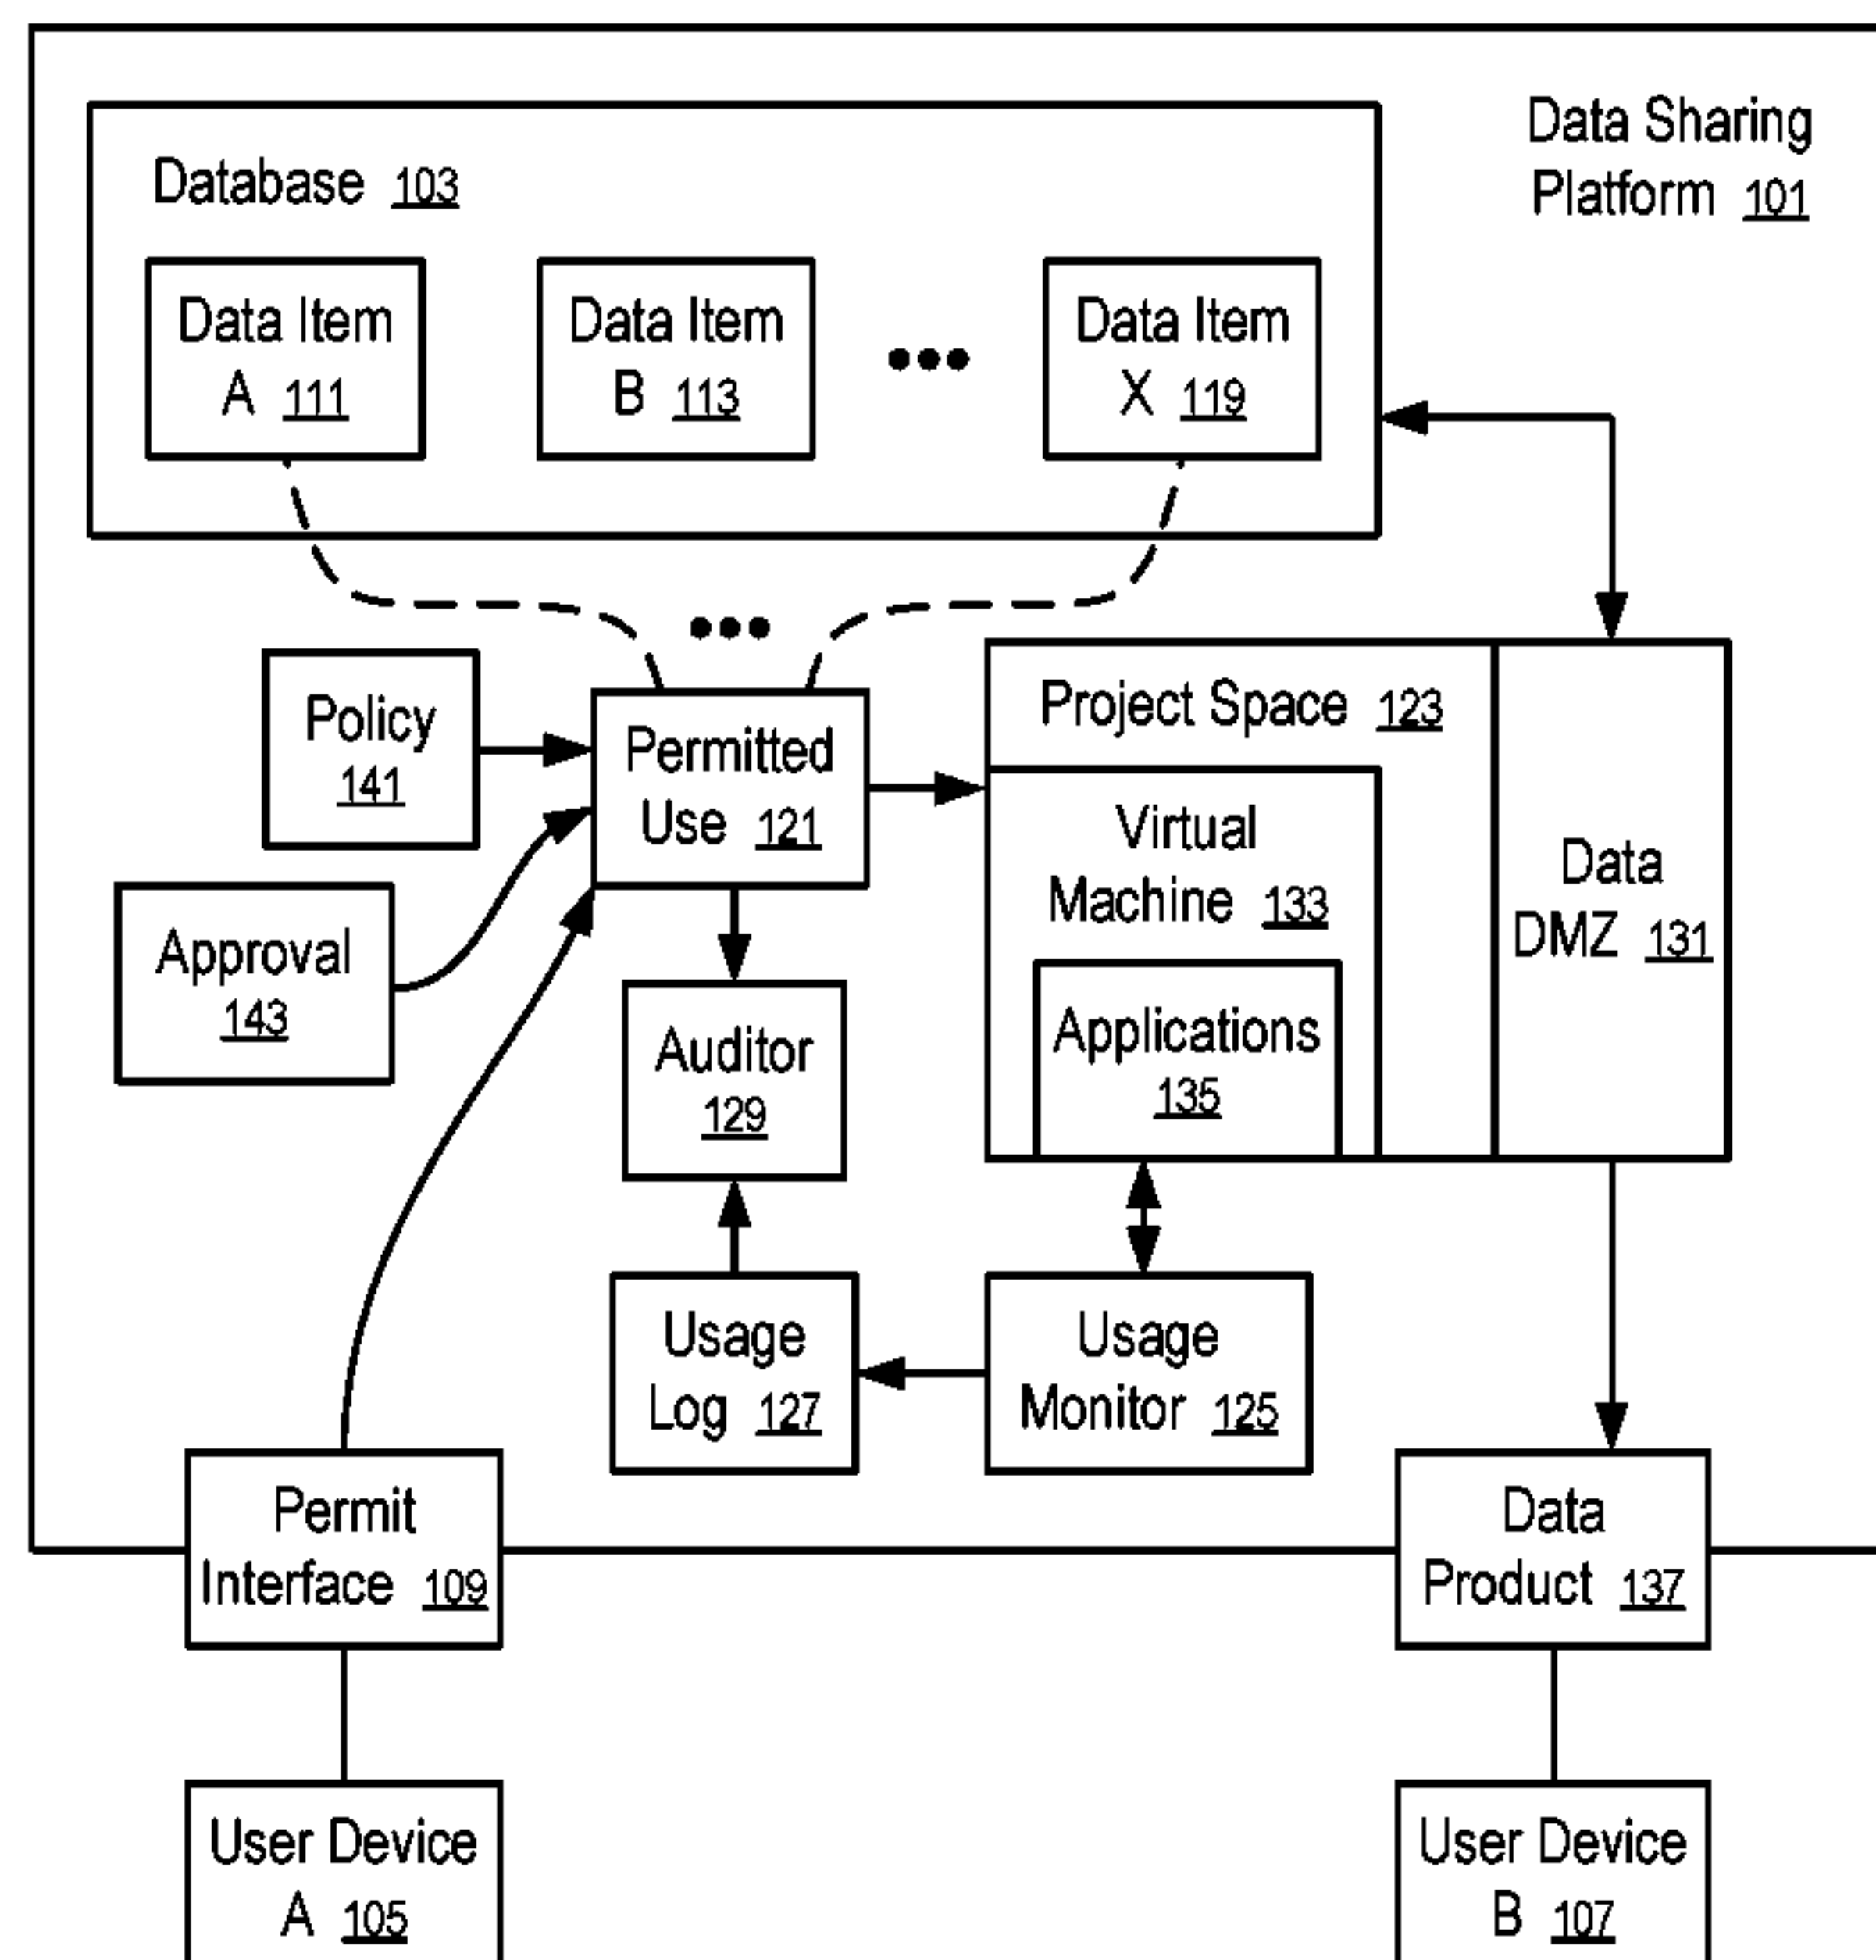 Data Sharing
Platform 101
Database 103
Data Item
A 111
Data Item
B 113
Data Item
X 119
Policy
141
Permitted
Use 121
Project Space 123
Virtual
Machine 133
Data
DMZ 131
Approval
143
Auditor
129
Applications
135
Usage
Log 127
Usage
Monitor 125
Permit
Interface 109
Data
Product 137
User Device
A 105
User Device
B 107